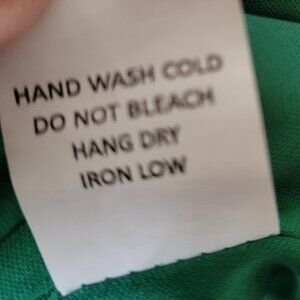 HAND WASH COLD
DO NOT BLEACH
HANG DRY
IRON LOW